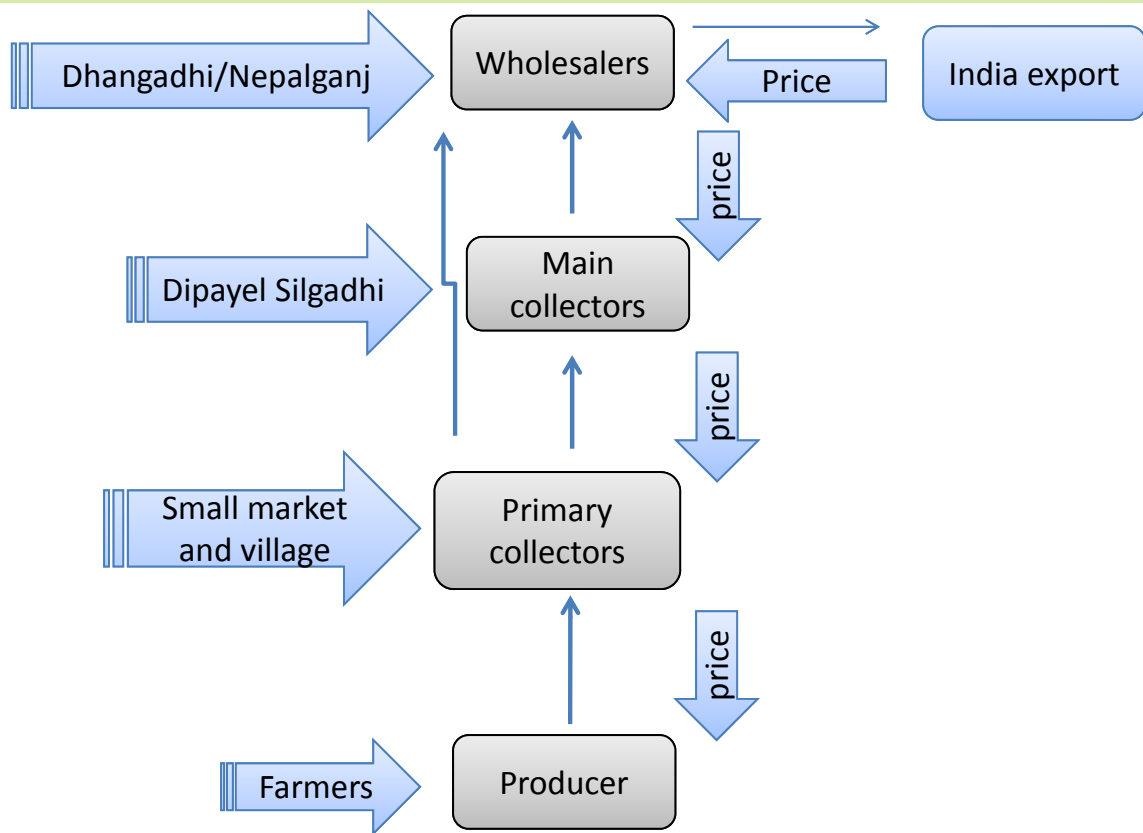 Dhangadhi/Nepalganj
Wholesalers
Price
India export
price
Dipayel Silgadhi
Main
collectors
price
Small market
and village
Primary
collectors
price
Farmers
Producer